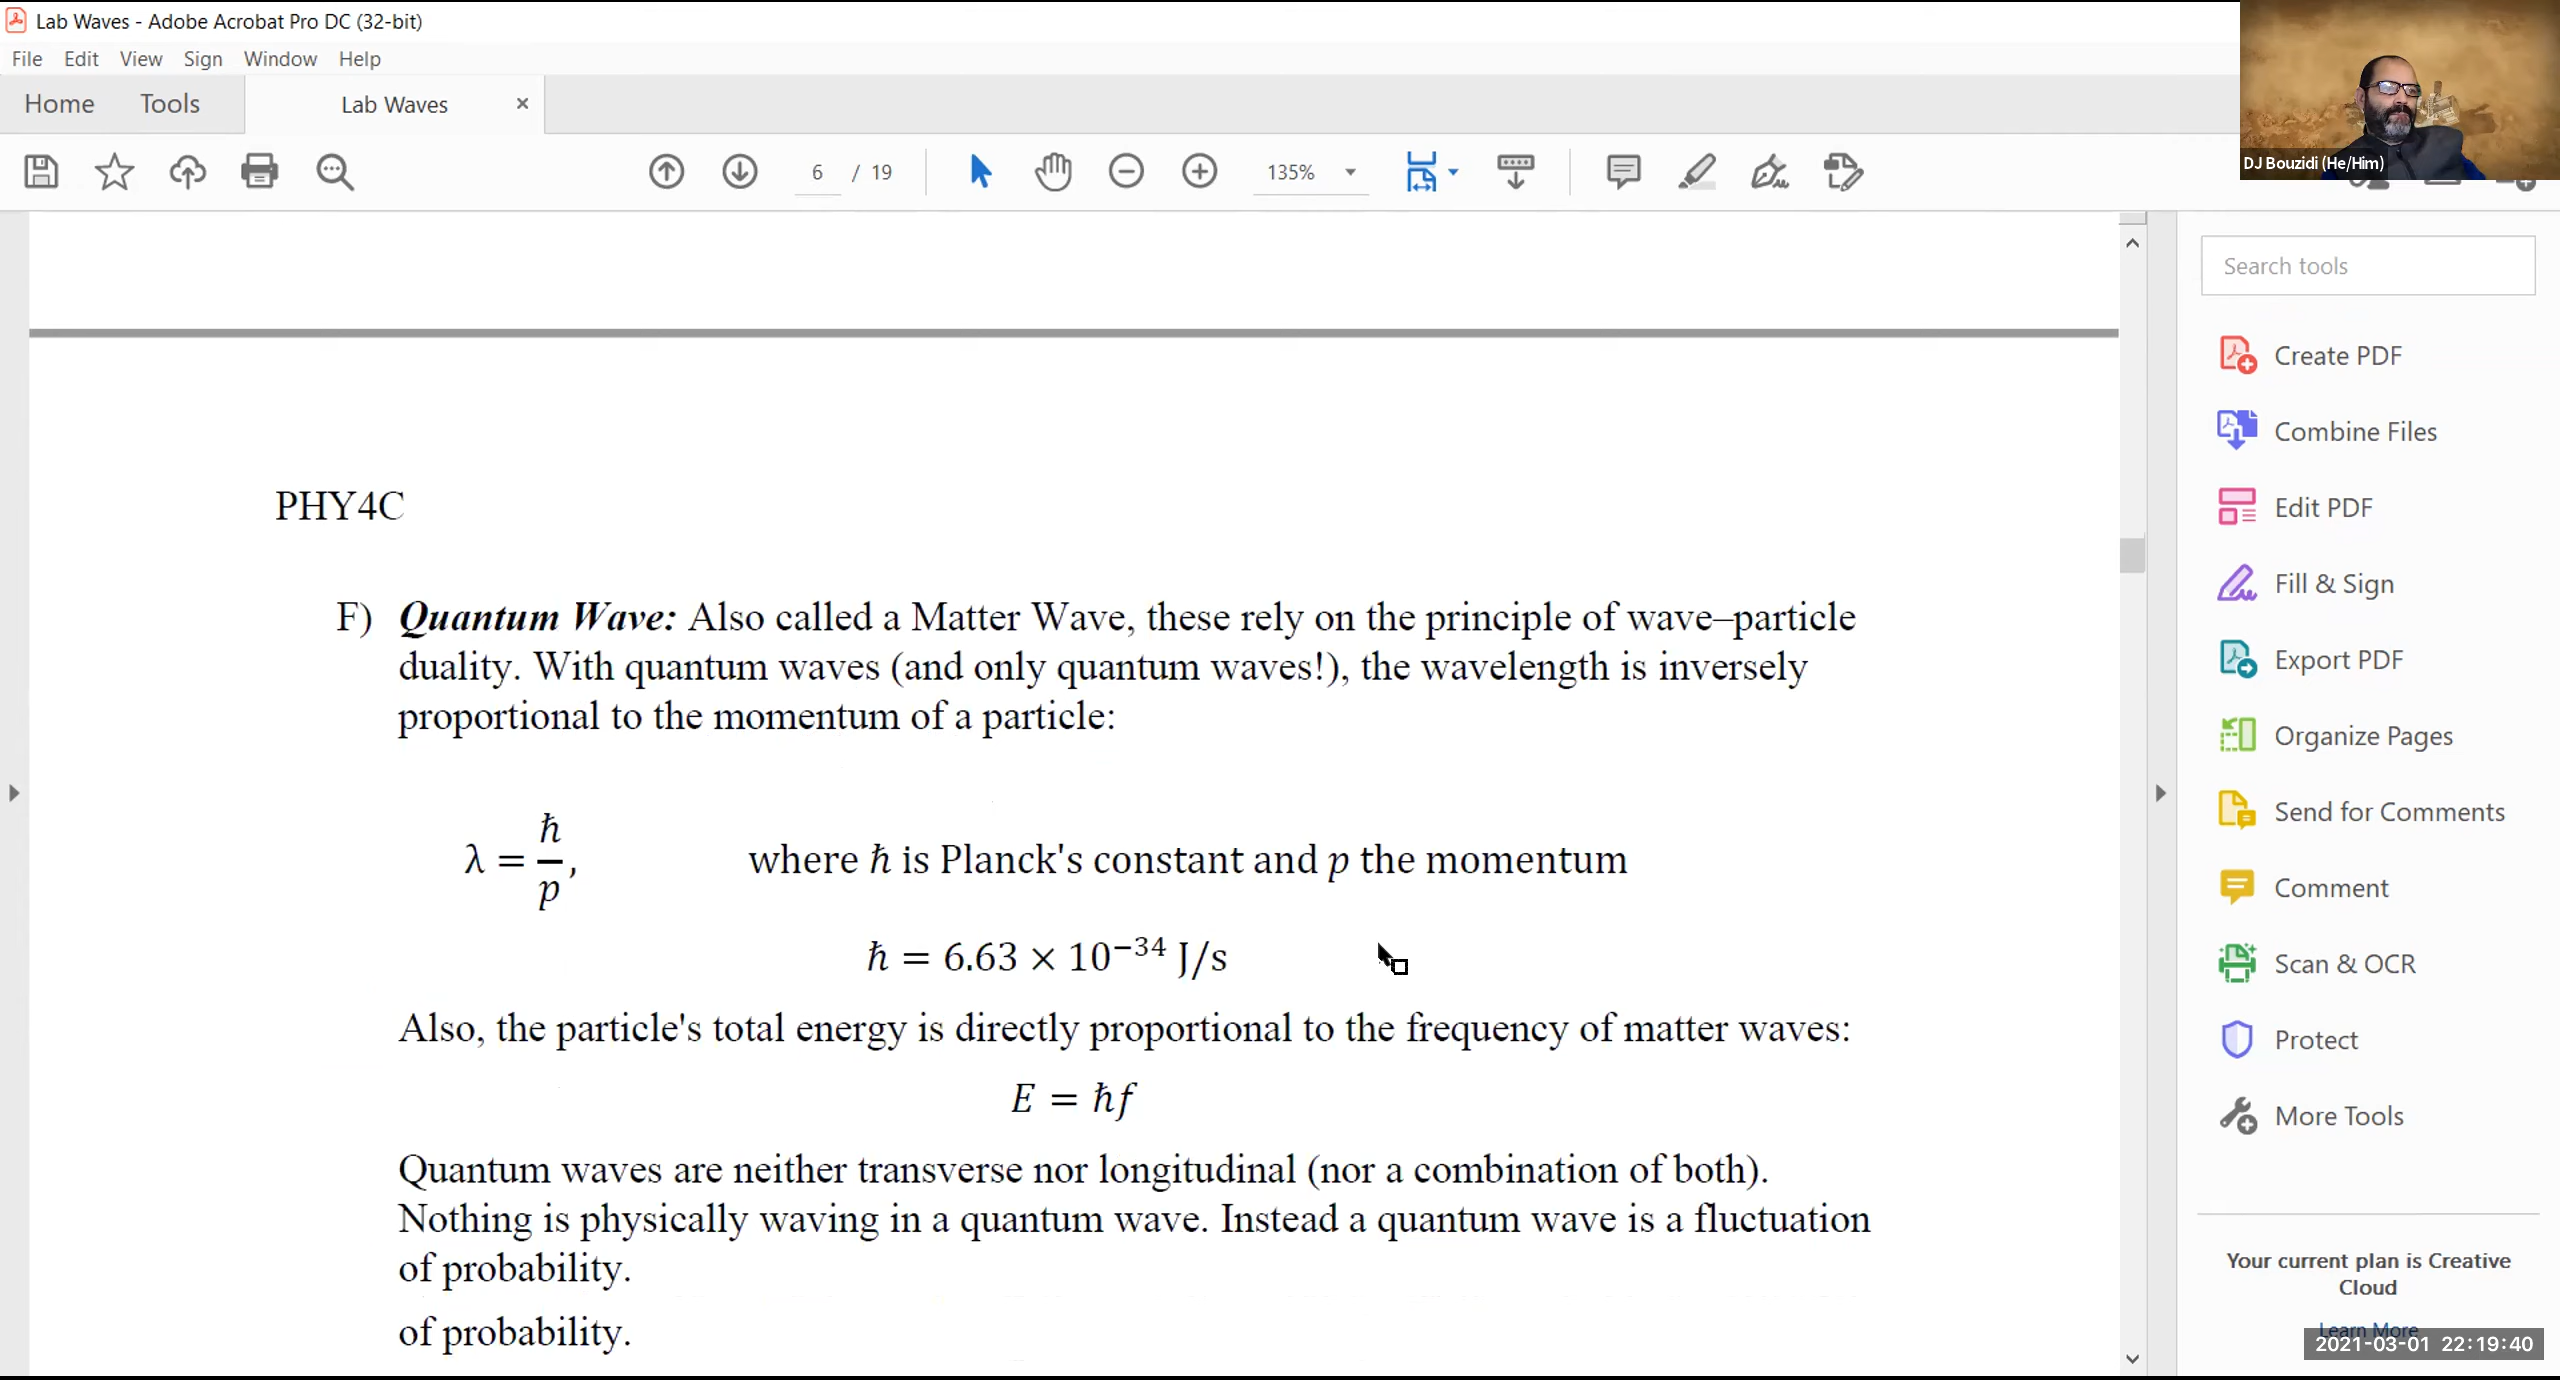 Lab Waves - Adobe Acrobat Pro DC (32-bit)
File Edit View Sign Window Help
Home Tools Lab Waves ×
6 / 19 135%
DJ Bouzidi (He/Him)
Search tools
Create PDF
Combine Files
Edit PDF
Fill & Sign
Export PDF
Organize Pages
Send for Comments
Comment
Scan & OCR
Protect
More Tools
Your current plan is Creative
Cloud
Learn More
2021-03-01 22:19:40
PHY4C
F) Quantum Wave: Also called a Matter Wave, these rely on the principle of wave–particle
duality. With quantum waves (and only quantum waves!), the wavelength is inversely
proportional to the momentum of a particle:
λ = ℏ/p, where ℏ is Planck's constant and p the momentum
ℏ = 6.63 × 10⁻³⁴ J/s
Also, the particle's total energy is directly proportional to the frequency of matter waves:
E = ℏf
Quantum waves are neither transverse nor longitudinal (nor a combination of both).
Nothing is physically waving in a quantum wave. Instead a quantum wave is a fluctuation
of probability.
of probability.